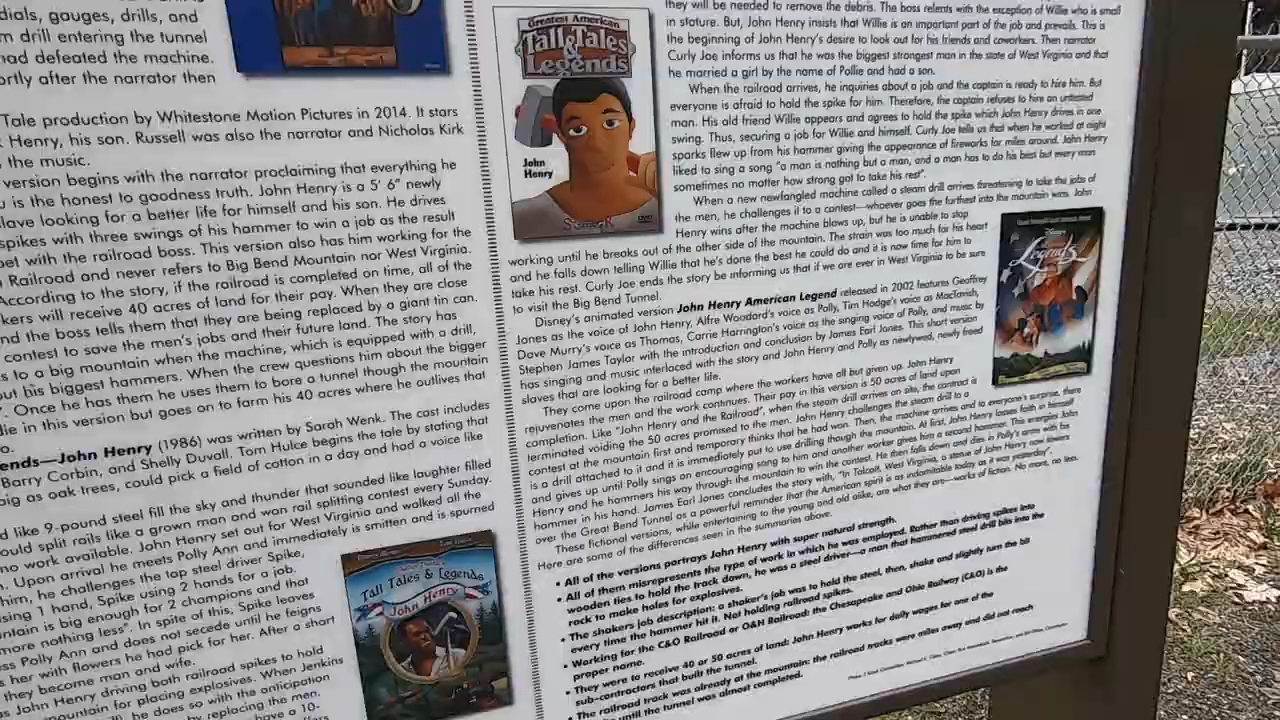 dials, gauges, drills, and
m drill entering the tunnel
had defeated the machine.
ortly after the narrator then
Tale production by Whitestone Motion Pictures in 2014. It stars
Henry, his son. Russell was also the narrator and Nicholas Kirk
the music.
version begins with the narrator proclaiming that everything he
u is the honest to goodness truth. John Henry is a 5' 6" newly
lave looking for a better life for himself and his son. He drives
spikes with three swings of his hammer to win a job as the result
bet with the railroad boss. This version also has him working for the
Railroad and never refers to Big Bend Mountain nor West Virginia.
According to the story, if the railroad is completed on time, all of the
kers will receive 40 acres of land for their pay. When they are close
nd the boss tells them that they are being replaced by a giant tin can.
contest to save the men's jobs and their future land. The story has
s to a big mountain when the machine, which is equipped with a drill,
out his biggest hammers. When the crew questions him about the bigger
". Once he has them he uses them to bore a tunnel though the mountain
die in this version but goes on to farm his 40 acres where he outlives that
o.
ends—John Henry (1986) was written by Sarah Wenk. The cast includes
Barry Corbin, and Shelly Duvall. Tom Hulce begins the tale by stating that
big as oak trees, could pick a field of cotton in a day and had a voice like
d like 9-pound steel fill the sky and thunder that sounded like laughter filled
ould split rails like a grown man and won rail splitting contest every Sunday.
no work available. John Henry set out for West Virginia and walked all the
. Upon arrival he meets Polly Ann and immediately is smitten and is spurned
him, he challenges the top steel driver Spike,
sing 1 hand, Spike using 2 hands for a job.
ntain is big enough for 2 champions and that
more nothing less". In spite of this, Spike leaves
ss Polly Ann and does not secede until he feigns
s her with flowers he had pick for her. After a short
they become man and wife.
s John Henry driving both railroad spikes to hold
mountain for placing explosives. When Jenkins
he does so with the anticipation
by replacing the men.
have a 10-
Tall Tales & Legends
John Henry
Greatest American
Tall Tales
&
Legends
John
Henry
DVD
they will be needed to remove the debris. The boss relents with the exception of Willie who is small
in stature. But, John Henry insists that Willie is an important part of the job and prevails. This is
the beginning of John Henry's desire to look out for his friends and coworkers. Then narrator
Curly Joe informs us that he was the biggest strongest man in the state of West Virginia and that
he married a girl by the name of Pollie and had a son.
When the railroad arrives, he inquiries about a job and the captain is ready to hire him. But
everyone is afraid to hold the spike for him. Therefore, the captain refuses to hire an untested
man. His old friend Willie appears and agrees to hold the spike which John Henry drives in one
swing. Thus, securing a job for Willie and himself. Curly Joe tells us that when he worked at night
sparks flew up from his hammer giving the appearance of fireworks for miles around. John Henry
liked to sing a song "a man is nothing but a man, and a man has to do his best but every man
sometimes no matter how strong got to take his rest".
When a new newfangled machine called a steam drill arrives threatening to take the jobs of
the men, he challenges it to a contest—whoever goes the furthest into the mountain wins. John
Henry wins after the machine blows up, but he is unable to stop
working until he breaks out of the other side of the mountain. The strain was too much for his heart
and he falls down telling Willie that he's done the best he could do and it is now time for him to
take his rest. Curly Joe ends the story be informing us that if we are ever in West Virginia to be sure
to visit the Big Bend Tunnel.
Disney's animated version John Henry American Legend released in 2002 features Geoffrey
Jones as the voice of John Henry, Alfre Woodard's voice as Polly, Tim Hodge's voice as MacTavish,
Dave Murry's voice as Thomas, Carrie Harrington's voice as the singing voice of Polly, and music by
Stephen James Taylor with the introduction and conclusion by James Earl Jones. This short version
has singing and music interlaced with the story and John Henry and Polly as newlywed, newly freed
slaves that are looking for a better life.
They come upon the railroad camp where the workers have all but given up. John Henry
rejuvenates the men and the work continues. Their pay in this version is 50 acres of land upon
completion. Like "John Henry and the Railroad", when the steam drill arrives on site, the contract is
terminated voiding the 50 acres promised to the men. John Henry challenges the steam drill to a
contest at the mountain first and temporary thinks that he had won. Then, the machine arrives and to everyone's surprise, there
is a drill attached to it and it is immediately put to use drilling though the mountain. At first, John Henry loses faith in himself
and gives up until Polly sings an encouraging song to him and another worker gives him a second hammer. This energies John
Henry and he hammers his way through the mountain to win the contest. He then falls down and dies in Polly's arms with his
hammer in his hand. James Earl Jones concludes the story with, "In Talcott, West Virginia, a statue of John Henry now towers
over the Great Bend Tunnel as a powerful reminder that the American spirit is as indomitable today as it was yesterday".
These fictional versions, while entertaining to the young and old alike, are what they are—works of fiction. No more, no less.
Here are some of the differences seen in the summaries above.
• All of the versions portrays John Henry with super natural strength.
• All of them misrepresents the type of work in which he was employed. Rather than driving spikes into
wooden ties to hold the track down, he was a steel driver—a man that hammered steel drill bits into the
rock to make holes for explosives.
• The shakers job description: a shaker's job was to hold the steel, then, shake and slightly turn the bit
every time the hammer hit it. Not holding railroad spikes.
• Working for the C&O Railroad or O&H Railroad: the Chesapeake and Ohio Railway (C&O) is the
proper name.
• They were to receive 40 or 50 acres of land: John Henry works for daily wages for one of the
sub-contractors that built the tunnel.
• The railroad track was already at the mountain: the railroad tracks were miles away and did not reach
until the tunnel was almost completed.
Disney
Legends